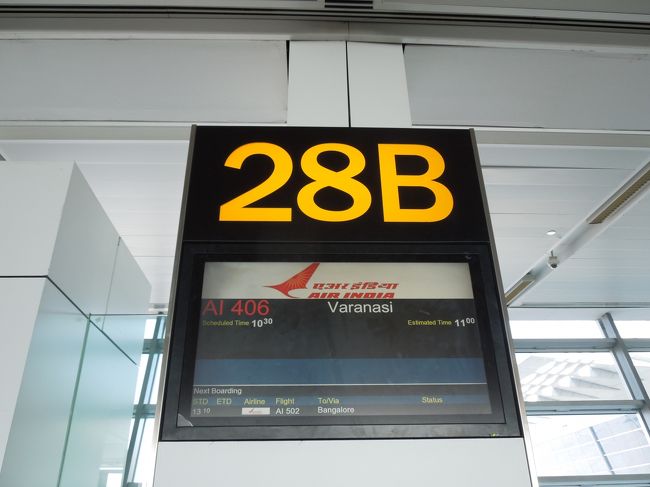 28B
एअर इंडिया
AIR INDIA
AI 406 Varanasi
Scheduled Time 10 30 Estimated Time 11 00
Next Boarding
STD ETD Airline Flight To/Via Status
13 10 AI 502 Bangalore